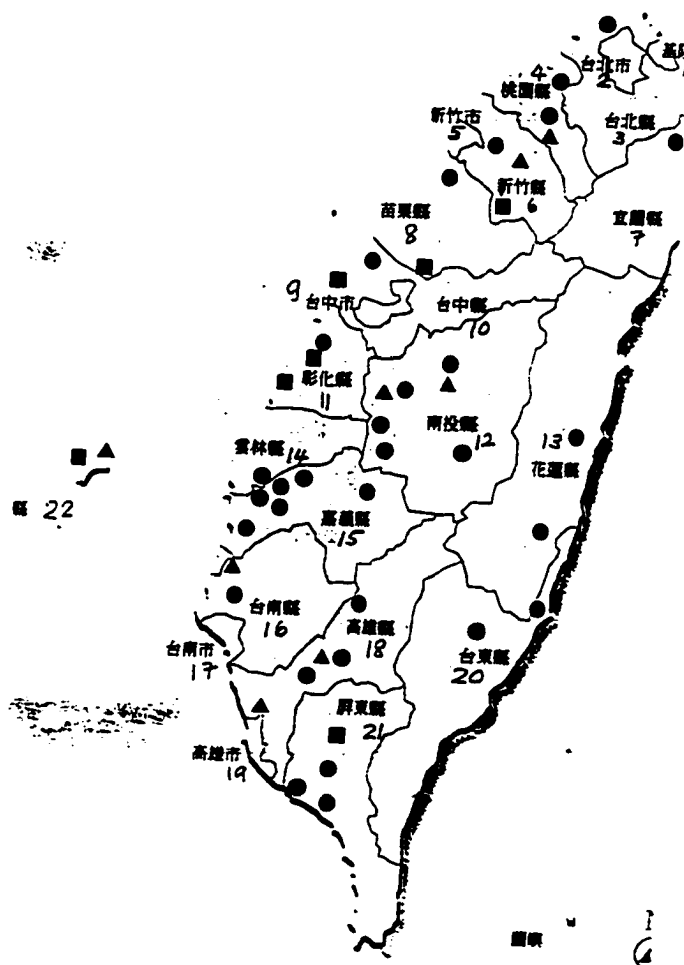 台北市
2
4
桃園縣
台北縣
3
新竹市
5
新竹縣 6
苗栗縣
8
宜蘭縣
7
9
台中市
台中縣
10
彰化縣
11
南投縣
12
13
花蓮縣
雲林縣 14
縣 22
嘉義縣
15
台南縣
16
台南市
17
高雄縣
18
台東縣
20
屏東縣
21
高雄市
19
蘭嶼